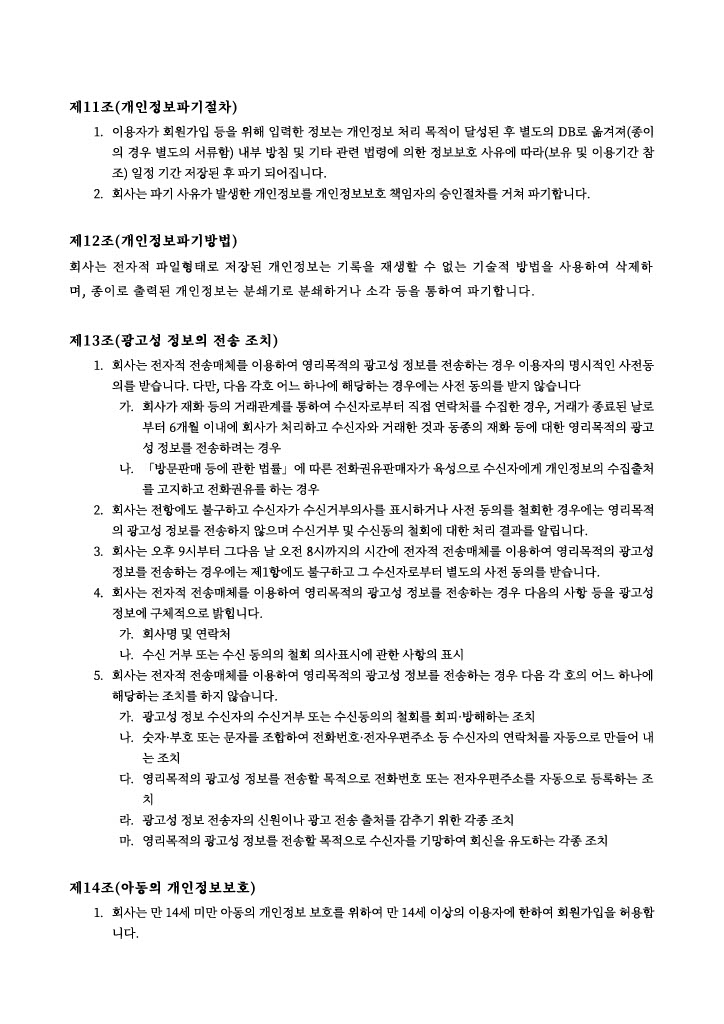 제11조(개인정보파기절차)
1. 이용자가 회원가입 등을 위해 입력한 정보는 개인정보 처리 목적이 달성된 후 별도의 DB로 옮겨져(종이
의 경우 별도의 서류함) 내부 방침 및 기타 관련 법령에 의한 정보보호 사유에 따라(보유 및 이용기간 참
조) 일정 기간 저장된 후 파기 되어집니다.
2. 회사는 파기 사유가 발생한 개인정보를 개인정보보호 책임자의 승인절차를 거쳐 파기합니다.
제12조(개인정보파기방법)
회사는 전자적 파일형태로 저장된 개인정보는 기록을 재생할 수 없는 기술적 방법을 사용하여 삭제하
며, 종이로 출력된 개인정보는 분쇄기로 분쇄하거나 소각 등을 통하여 파기합니다.
제13조(광고성 정보의 전송 조치)
1. 회사는 전자적 전송매체를 이용하여 영리목적의 광고성 정보를 전송하는 경우 이용자의 명시적인 사전동
의를 받습니다. 다만, 다음 각호 어느 하나에 해당하는 경우에는 사전 동의를 받지 않습니다
가. 회사가 재화 등의 거래관계를 통하여 수신자로부터 직접 연락처를 수집한 경우, 거래가 종료된 날로
부터 6개월 이내에 회사가 처리하고 수신자와 거래한 것과 동종의 재화 등에 대한 영리목적의 광고
성 정보를 전송하려는 경우
나. 「방문판매 등에 관한 법률」에 따른 전화권유판매자가 육성으로 수신자에게 개인정보의 수집출처
를 고지하고 전화권유를 하는 경우
2. 회사는 전항에도 불구하고 수신자가 수신거부의사를 표시하거나 사전 동의를 철회한 경우에는 영리목적
의 광고성 정보를 전송하지 않으며 수신거부 및 수신동의 철회에 대한 처리 결과를 알립니다.
3. 회사는 오후 9시부터 그다음 날 오전 8시까지의 시간에 전자적 전송매체를 이용하여 영리목적의 광고성
정보를 전송하는 경우에는 제1항에도 불구하고 그 수신자로부터 별도의 사전 동의를 받습니다.
4. 회사는 전자적 전송매체를 이용하여 영리목적의 광고성 정보를 전송하는 경우 다음의 사항 등을 광고성
정보에 구체적으로 밝힙니다.
가. 회사명 및 연락처
나. 수신 거부 또는 수신 동의의 철회 의사표시에 관한 사항의 표시
5. 회사는 전자적 전송매체를 이용하여 영리목적의 광고성 정보를 전송하는 경우 다음 각 호의 어느 하나에
해당하는 조치를 하지 않습니다.
가. 광고성 정보 수신자의 수신거부 또는 수신동의의 철회를 회피·방해하는 조치
나. 숫자·부호 또는 문자를 조합하여 전화번호·전자우편주소 등 수신자의 연락처를 자동으로 만들어 내
는 조치
다. 영리목적의 광고성 정보를 전송할 목적으로 전화번호 또는 전자우편주소를 자동으로 등록하는 조
치
라. 광고성 정보 전송자의 신원이나 광고 전송 출처를 감추기 위한 각종 조치
마. 영리목적의 광고성 정보를 전송할 목적으로 수신자를 기망하여 회신을 유도하는 각종 조치
제14조(아동의 개인정보보호)
1. 회사는 만 14세 미만 아동의 개인정보 보호를 위하여 만 14세 이상의 이용자에 한하여 회원가입을 허용합
니다.